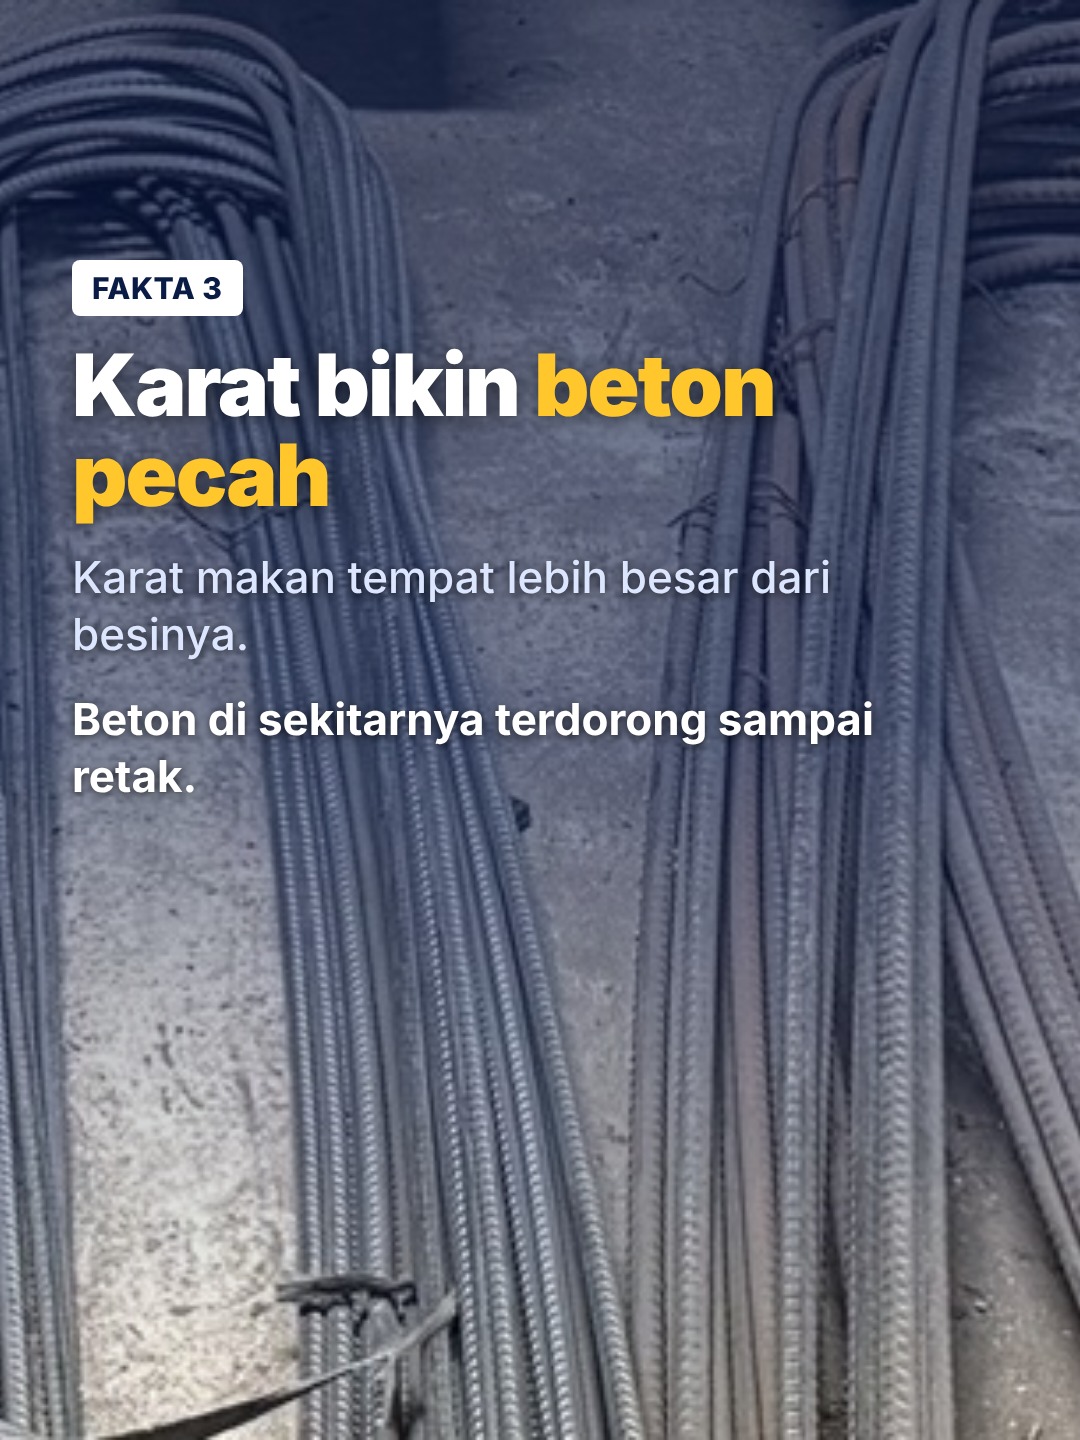 FAKTA 3
Karat bikin beton
pecah
Karat makan tempat lebih besar dari
besinya.
Beton di sekitarnya terdorong sampai
retak.